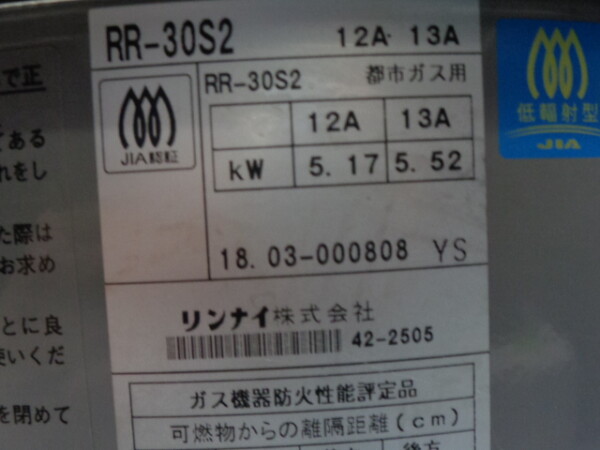 RR-30S2 12A・13A
で正
JIA認証
RR-30S2 都市ガス用
12A 13A
kW 5.17 5.52
低輻射型
JIA
である
れをし
18.03-000808 YS
た際は
お求め
リンナイ株式会社
42-2505
とに良
使いくだ
を閉めて
ガス機器防火性能評定品
可燃物からの離隔距離(cm)
後方